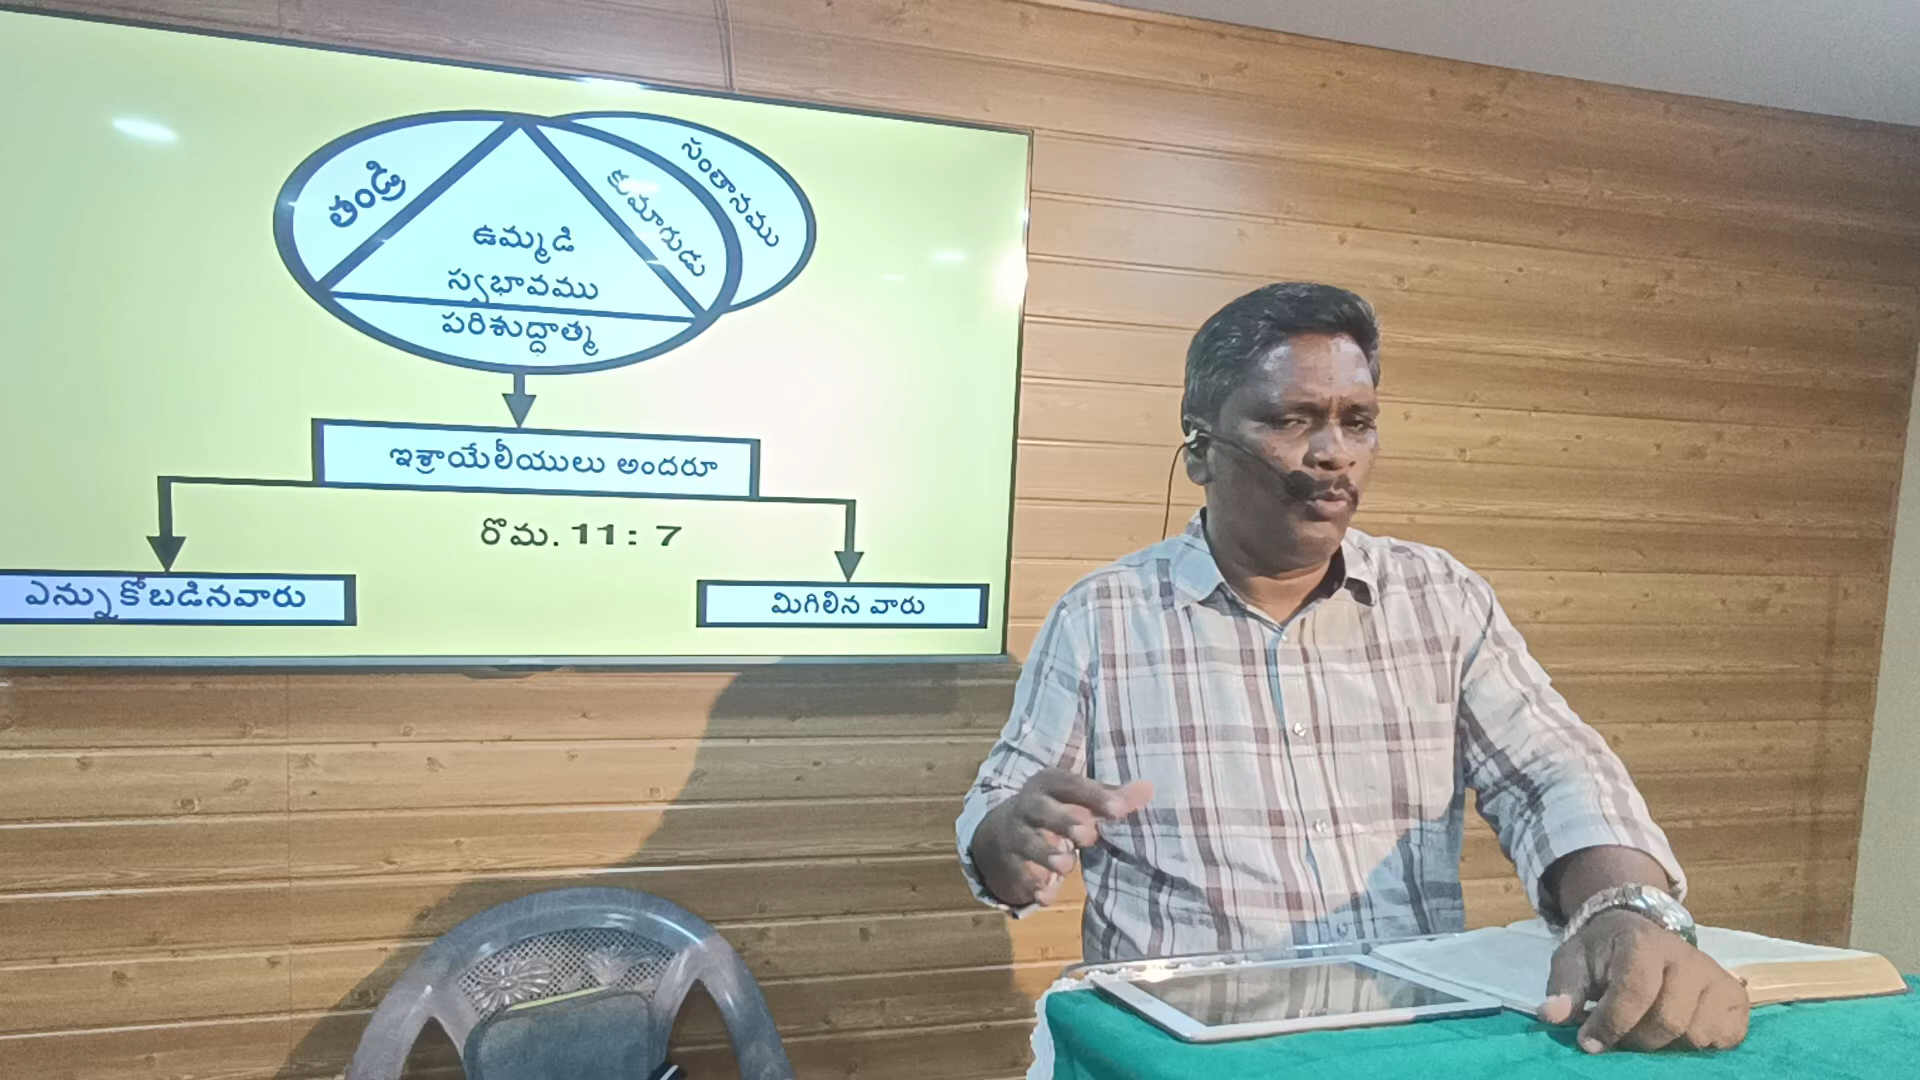 తండ్రి
కుమారుడు
సంతానము
ఉమ్మడి
స్వభావము
పరిశుద్ధాత్మ
ఇశ్రాయేలీయులు అందరూ
రొమ. 11: 7
ఎన్నుకోబడినవారు
మిగిలిన వారు